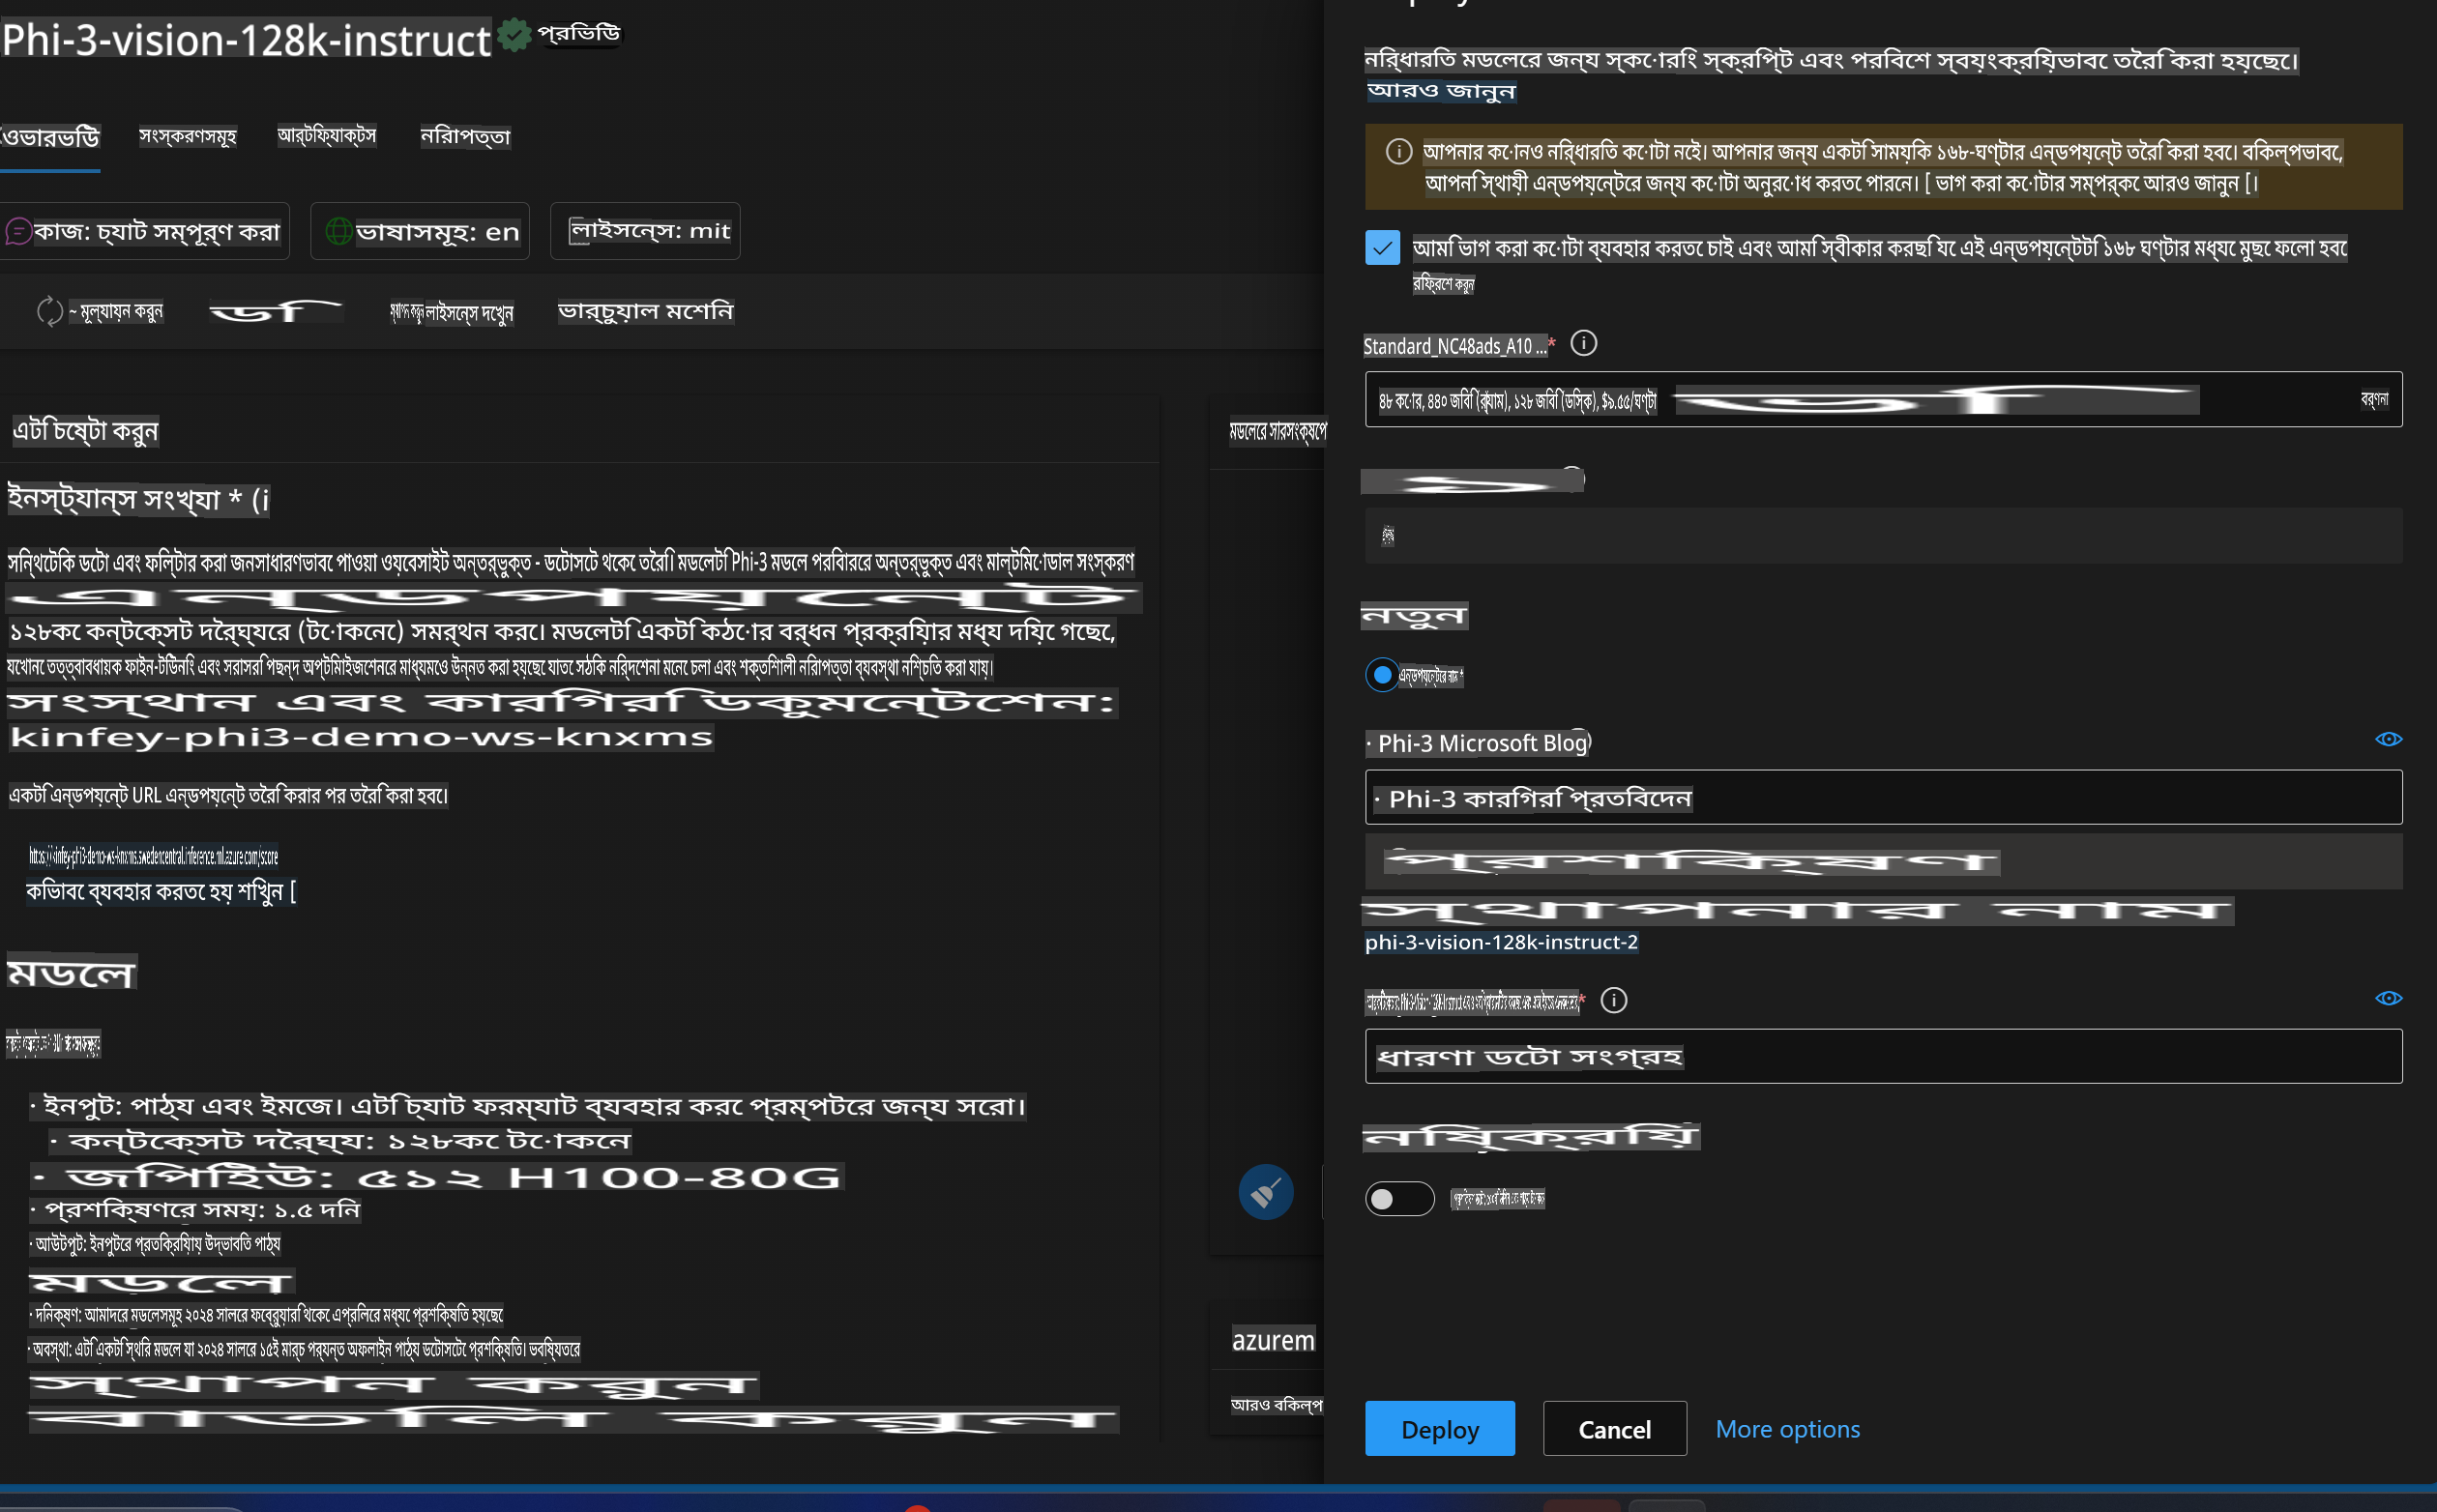 Phi-3-vision-128k-instruct প্রিভিউ
ওভারভিউ
সংস্করণসমূহ
আর্টিফ্যাক্টস
নিরাপত্তা
কাজ: চ্যাট সম্পূর্ণ করা
ভাষাসমূহ: en
লাইসেন্স: mit
~ মূল্যায়ন করুন
লাইসেন্স দেখুন
ভার্চুয়াল মেশিন
এটি চেষ্টা করুন
মডেলের সারসংক্ষেপ
ইনস্ট্যান্স সংখ্যা * (i
সিন্থেটিক ডেটা এবং ফিল্টার করা জনসাধারণভাবে পাওয়া ওয়েবসাইট অন্তর্ভুক্ত - ডেটাসেট থেকে তৈরি। মডেলটি Phi-3 মডেল পরিবারের অন্তর্ভুক্ত এবং মাল্টিমোডাল সংস্করণ
এন্ডপয়েন্ট
১২৮কে কনটেক্সট দৈর্ঘ্যের (টোকেনে) সমর্থন করে। মডেলটি একটি কঠোর বর্ধন প্রক্রিয়ার মধ্য দিয়ে গেছে,
যেখানে তত্ত্বাবধায়ক ফাইন-টিউনিং এবং সরাসরি পছন্দ অপটিমাইজেশনের মাধ্যমেও উন্নত করা হয়েছে যাতে সঠিক নির্দেশনা মেনে চলা এবং শক্তিশালী নিরাপত্তা ব্যবস্থা নিশ্চিত করা যায়।
সংস্থান এবং কারিগরি ডকুমেন্টেশন:
kinfey-phi3-demo-ws-knxms
একটি এন্ডপয়েন্ট URL এন্ডপয়েন্ট তৈরি করার পর তৈরি করা হবে।
https://kinfey-phi3-demo-ws-knxms.swedencentral.inference.ml.azure.com/score
কিভাবে ব্যবহার করতে হয় শিখুন [
মডেল
· ইনপুট: পাঠ্য এবং ইমেজ। এটি চ্যাট ফরম্যাট ব্যবহার করে প্রম্পটের জন্য সেরা।
· কনটেক্সট দৈর্ঘ্য: ১২৮কে টোকেন
· জিপিইউ: ৫১২ H100-80G
· প্রশিক্ষণের সময়: ১.৫ দিন
· আউটপুট: ইনপুটের প্রতিক্রিয়ায় উদ্ভাবিত পাঠ্য
মডেল
· দিনক্ষণ: আমাদের মডেলসমূহ ২০২৪ সালের ফেব্রুয়ারি থেকে এপ্রিলের মধ্যে প্রশিক্ষিত হয়েছে
· অবস্থা: এটি একটি স্থির মডেল যা ২০২৪ সালের ১৫ই মার্চ পর্যন্ত অফলাইন পাঠ্য ডেটাসেটে প্রশিক্ষিত। ভবিষ্যতের
স্থাপন করুন
বাতিল করুন
azurem
আরও বিকল্প
নির্ধারিত মডেলের জন্য স্কোরিং স্ক্রিপ্ট এবং পরিবেশ স্বয়ংক্রিয়ভাবে তৈরি করা হয়েছে।
আরও জানুন
আপনার কোনও নির্ধারিত কোটা নেই। আপনার জন্য একটি সাময়িক ১৬৮-ঘণ্টার এন্ডপয়েন্ট তৈরি করা হবে। বিকল্পভাবে,
আপনি স্থায়ী এন্ডপয়েন্টের জন্য কোটা অনুরোধ করতে পারেন। [ ভাগ করা কোটার সম্পর্কে আরও জানুন [।
আমি ভাগ করা কোটা ব্যবহার করতে চাই এবং আমি স্বীকার করছি যে এই এন্ডপয়েন্টটি ১৬৮ ঘণ্টার মধ্যে মুছে ফেলা হবে
রিফ্রেশ করুন
Standard_NC48ads_A10 ...*
৪৮ কোর, ৪৪০ জিবি (র‍্যাম), ১২৮ জিবি (ডিস্ক), $৯.৫৫/ঘণ্টা
বর্ণনা
নতুন
এন্ডপয়েন্টের নাম *
· Phi-3 Microsoft Blog
· Phi-3 কারিগরি প্রতিবেদন
প্রশিক্ষণ
স্থাপনার নাম
phi-3-vision-128k-instruct-2
ধারণা ডেটা সংগ্রহ
নিষ্ক্রিয়
Deploy
Cancel
More options